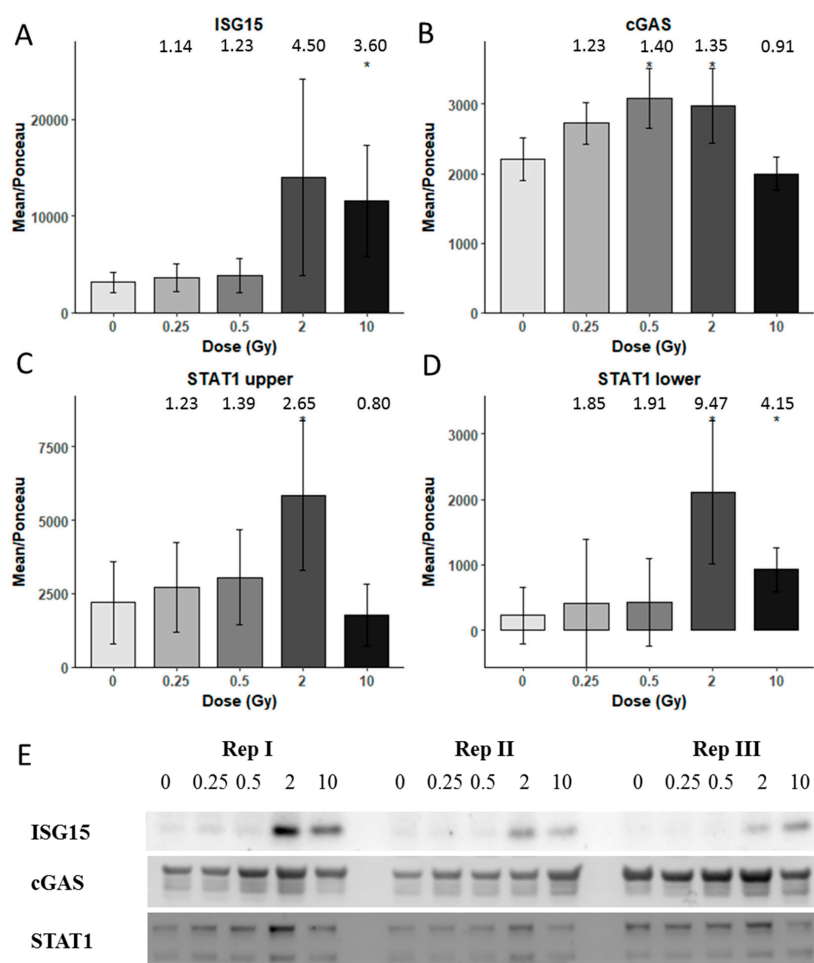 A
ISG15
1.14 1.23 4.50 3.60
*
Mean/Ponceau
20000
10000
0
0 0.25 0.5 2 10
Dose (Gy)
B
cGAS
1.23 1.40 1.35 0.91
* *
Mean/Ponceau
3000
2000
1000
0
0 0.25 0.5 2 10
Dose (Gy)
C
STAT1 upper
1.23 1.39 2.65 0.80
*
Mean/Ponceau
7500
5000
2500
0
0 0.25 0.5 2 10
Dose (Gy)
D
STAT1 lower
1.85 1.91 9.47 4.15
* *
Mean/Ponceau
3000
2000
1000
0
0 0.25 0.5 2 10
Dose (Gy)
E
Rep I Rep II Rep III
0 0.25 0.5 2 10 0 0.25 0.5 2 10 0 0.25 0.5 2 10
ISG15
cGAS
STAT1